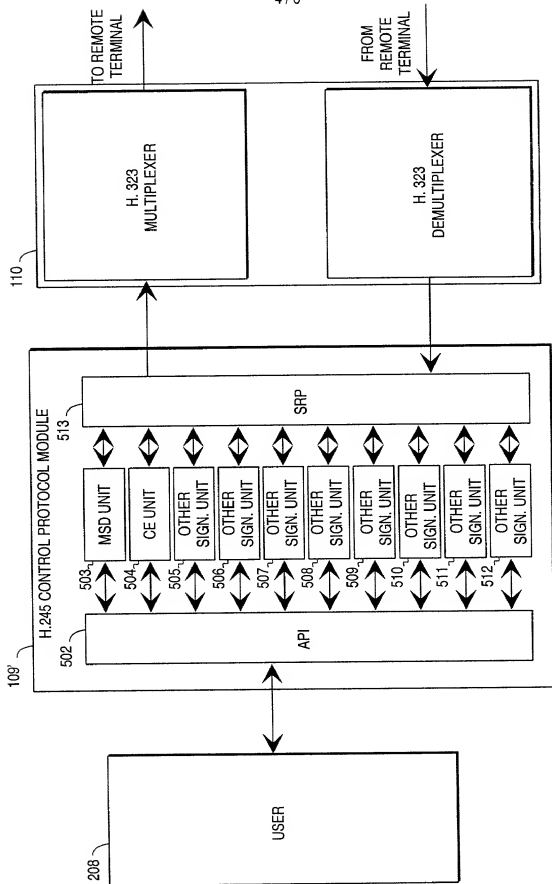 4/5
208
USER
109'
H.245 CONTROL PROTOCOL MODULE
502
API
503
MSD UNIT
504
CE UNIT
505
OTHER
SIGN. UNIT
506
OTHER
SIGN. UNIT
507
OTHER
SIGN. UNIT
508
OTHER
SIGN. UNIT
509
OTHER
SIGN. UNIT
510
OTHER
SIGN. UNIT
511
OTHER
SIGN. UNIT
512
OTHER
SIGN. UNIT
513
SRP
110
H. 323
MULTIPLEXER
H. 323
DEMULTIPLEXER
TO REMOTE
TERMINAL
FROM
REMOTE
TERMINAL